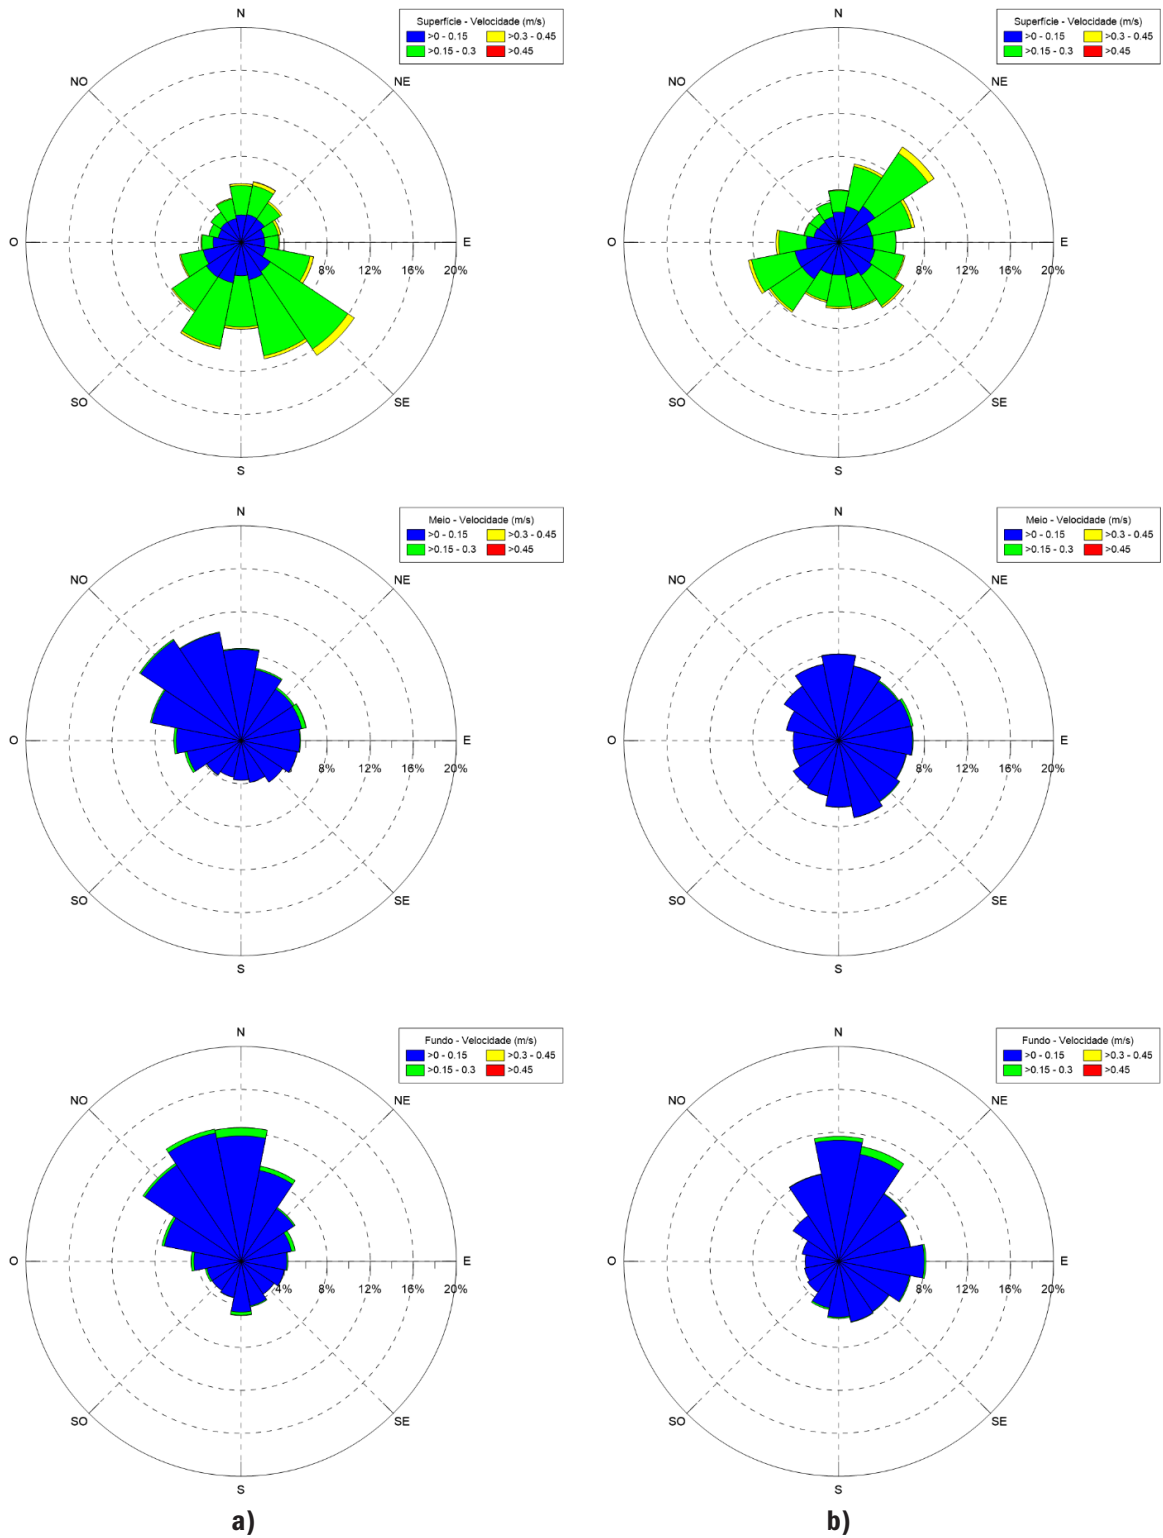 Superfície - Velocidade (m/s)
>0 - 0.15 >0.3 - 0.45
>0.15 - 0.3 >0.45
N
NO NE
O E
8% 12% 16% 20%
SO SE
S
Superfície - Velocidade (m/s)
>0 - 0.15 >0.3 - 0.45
>0.15 - 0.3 >0.45
N
NO NE
O E
8% 12% 16% 20%
SO SE
S
Meio - Velocidade (m/s)
>0 - 0.15 >0.3 - 0.45
>0.15 - 0.3 >0.45
N
NO NE
O E
8% 12% 16% 20%
SO SE
S
Meio - Velocidade (m/s)
>0 - 0.15 >0.3 - 0.45
>0.15 - 0.3 >0.45
N
NO NE
O E
8% 12% 16% 20%
SO SE
S
Fundo - Velocidade (m/s)
>0 - 0.15 >0.3 - 0.45
>0.15 - 0.3 >0.45
N
NO NE
O E
4% 8% 12% 16% 20%
SO SE
S
Fundo - Velocidade (m/s)
>0 - 0.15 >0.3 - 0.45
>0.15 - 0.3 >0.45
N
NO NE
O E
8% 12% 16% 20%
SO SE
S
a) b)